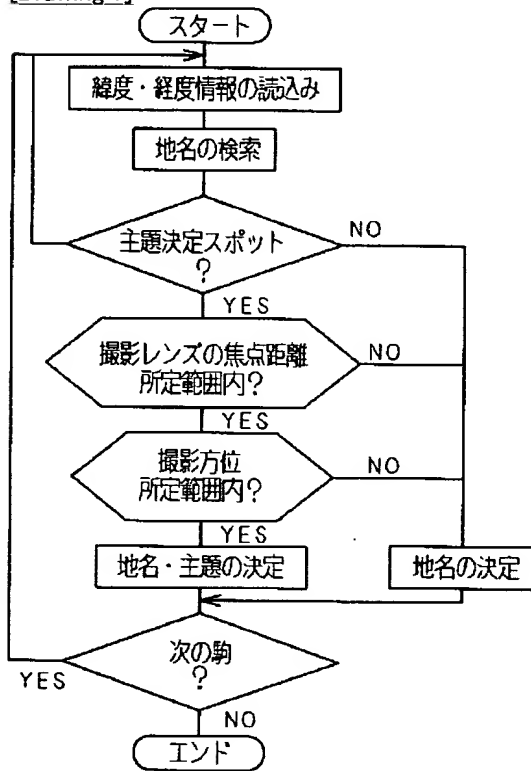 スタート
緯度・経度情報の読込み
地名の検索
主題決定スポット
?
NO
YES
撮影レンズの焦点距離
所定範囲内?
NO
YES
撮影方位
所定範囲内?
NO
YES
地名・主題の決定
地名の決定
次の駒
?
YES
NO
エンド